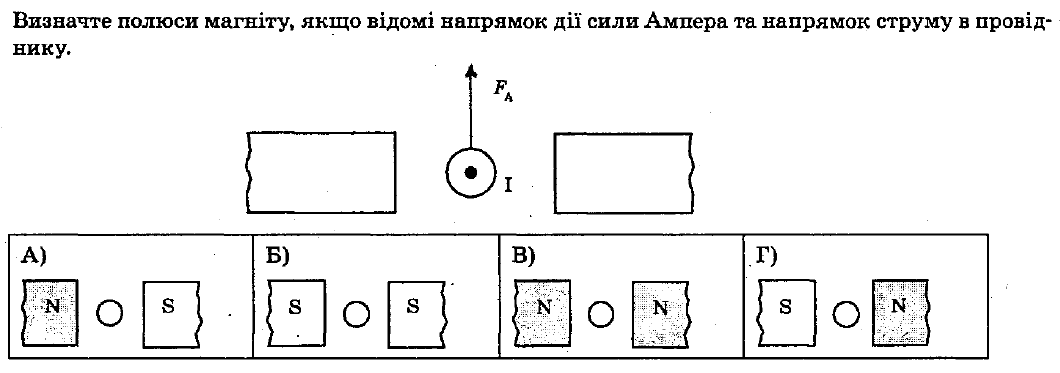 Визначте полюси магніту, якщо відомі напрямок дії сили Ампера та напрямок струму в провід-
нику.
F_A
I
А) Б) В) Г)
N S S S N N S N